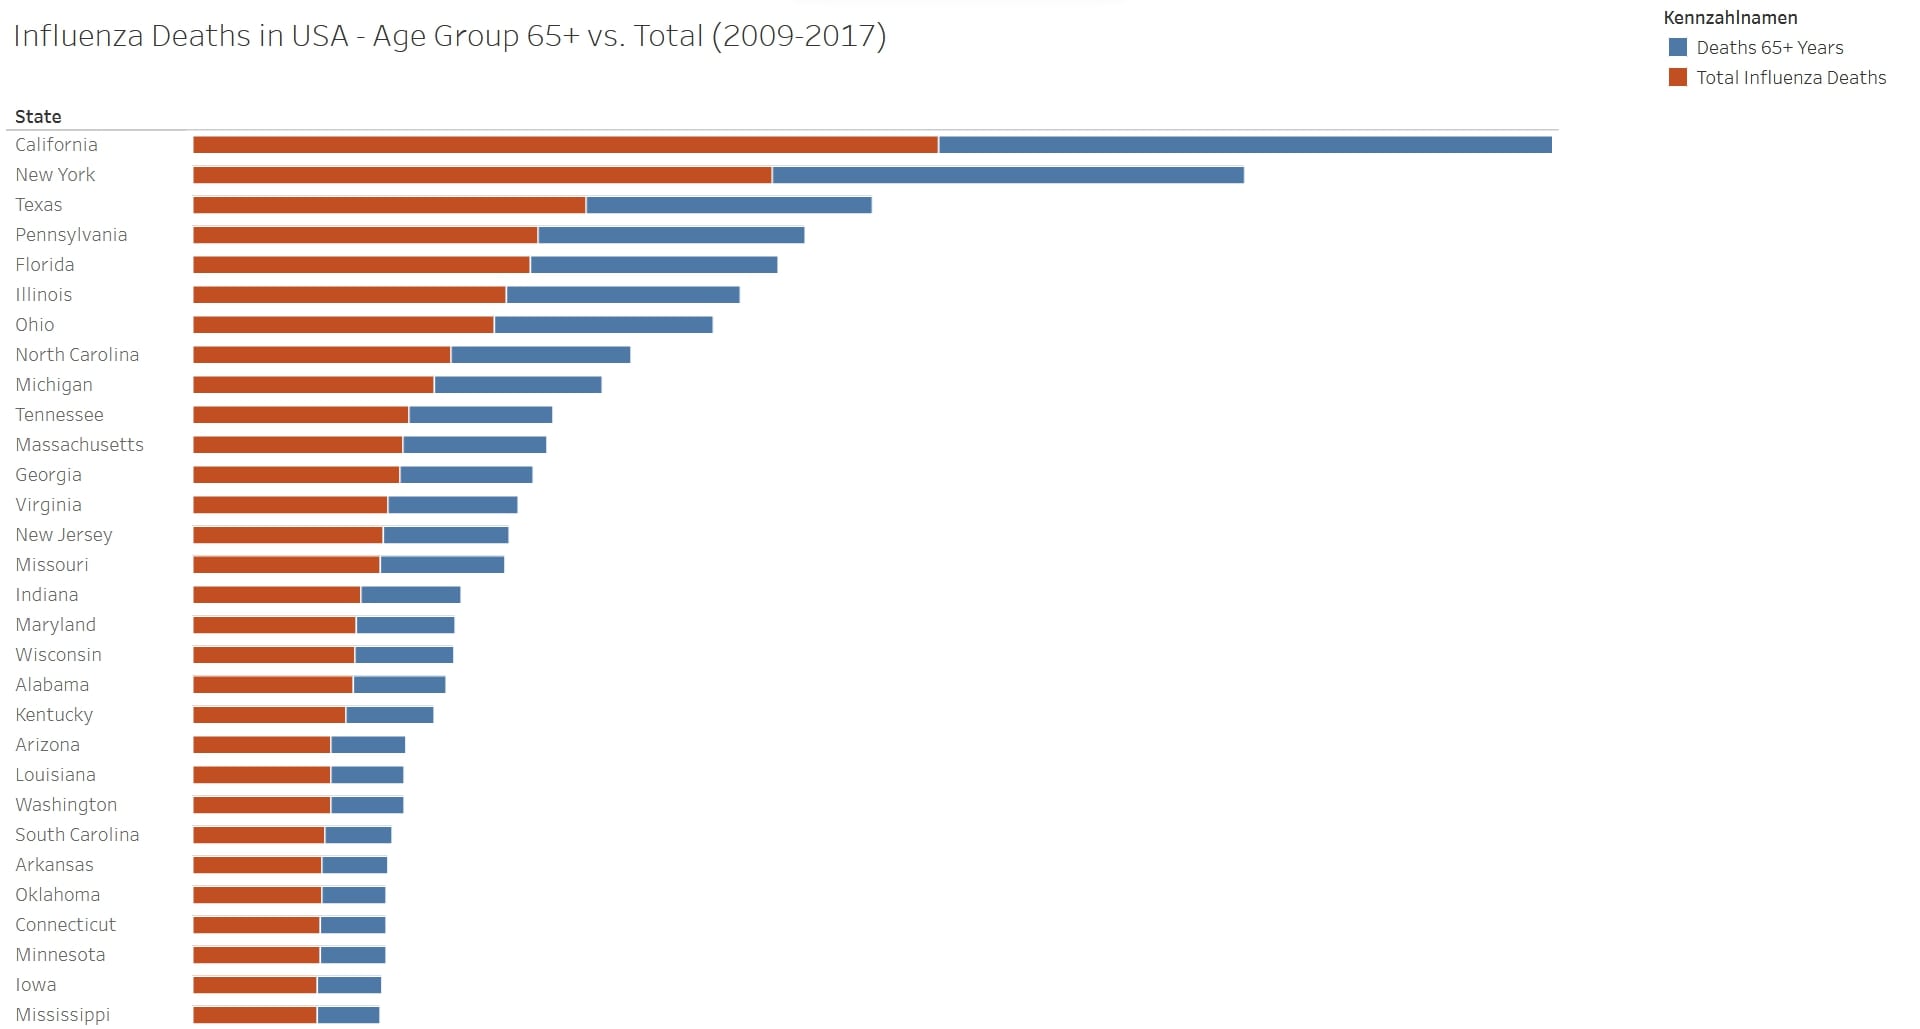 Influenza Deaths in USA - Age Group 65+ vs. Total (2009-2017)
Kennzahlnamen
Deaths 65+ Years
Total Influenza Deaths
State
California
New York
Texas
Pennsylvania
Florida
Illinois
Ohio
North Carolina
Michigan
Tennessee
Massachusetts
Georgia
Virginia
New Jersey
Missouri
Indiana
Maryland
Wisconsin
Alabama
Kentucky
Arizona
Louisiana
Washington
South Carolina
Arkansas
Oklahoma
Connecticut
Minnesota
Iowa
Mississippi